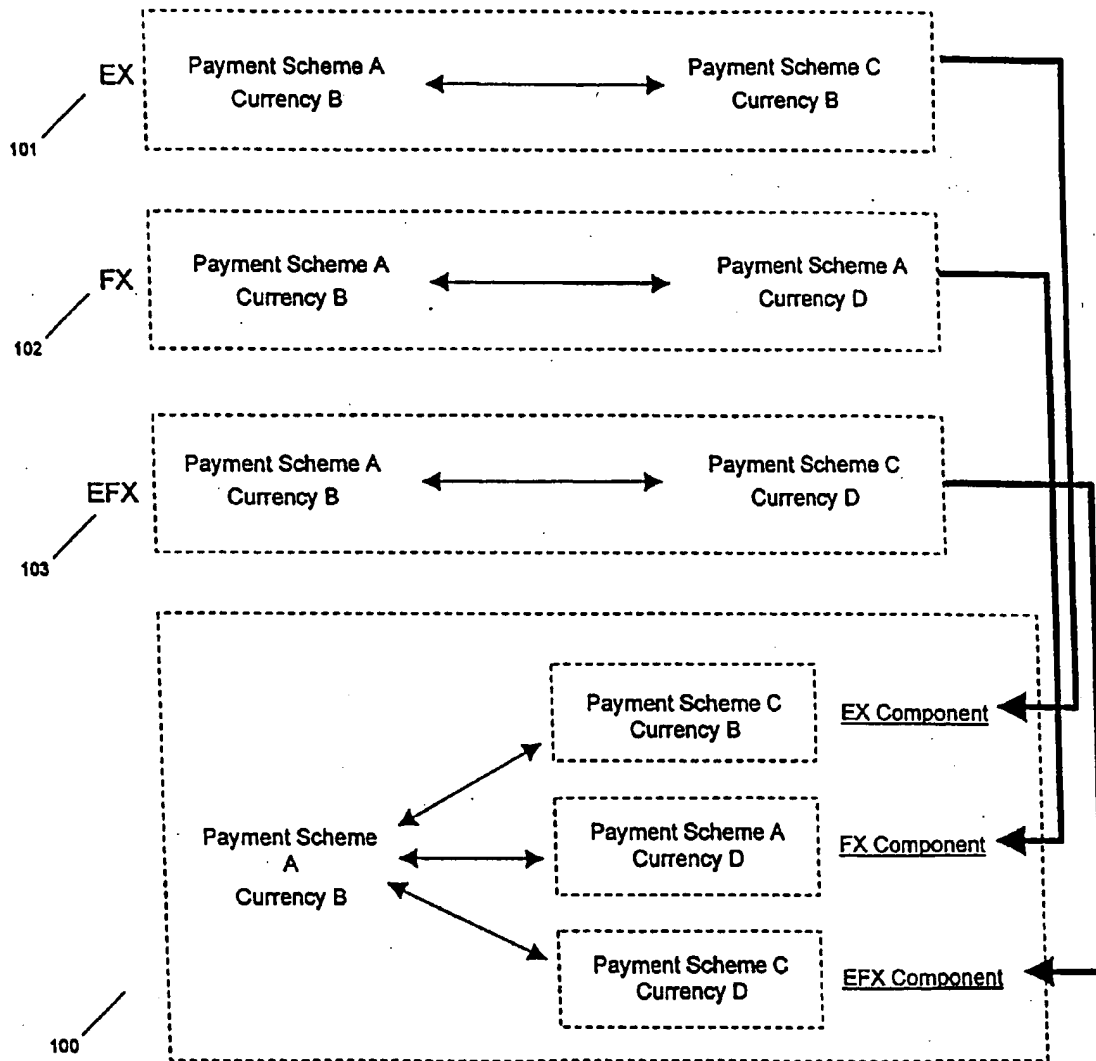 EX
Payment Scheme A
Currency B
Payment Scheme C
Currency B
101
FX
Payment Scheme A
Currency B
Payment Scheme A
Currency D
102
EFX
Payment Scheme A
Currency B
Payment Scheme C
Currency D
103
Payment Scheme
A
Currency B
Payment Scheme C
Currency B
EX Component
Payment Scheme A
Currency D
FX Component
Payment Scheme C
Currency D
EFX Component
100